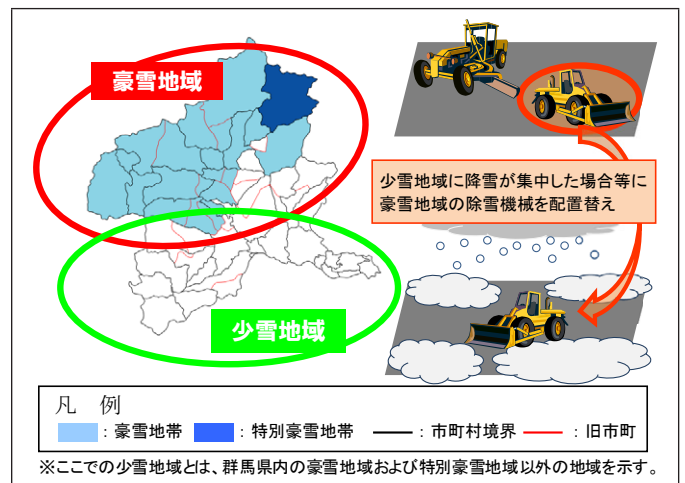 豪雪地域
少雪地域に降雪が集中した場合等に
豪雪地域の除雪機械を配置替え
少雪地域
凡　例
：豪雪地帯　：特別豪雪地帯　：市町村境界　：旧市町
※ここでの少雪地域とは、群馬県内の豪雪地域および特別豪雪地域以外の地域を示す。